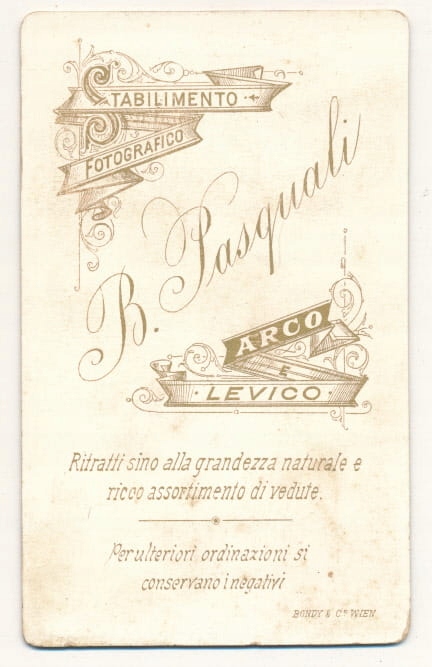 STABILIMENTO
FOTOGRAFICO
B. Pasquali
ARCO
E
LEVICO
Ritratti sino alla grandezza naturale e
ricco assortimento di vedute.
Per ulteriori ordinazioni si
conservano i negativi
BONDY & Co WIEN